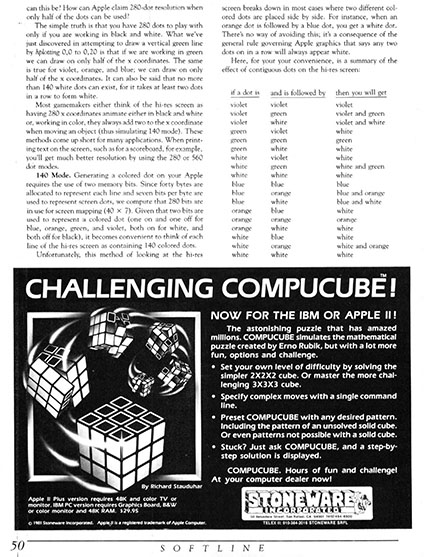 can this be? How can Apple claim 280-dot resolution when
only half of the dots can be used?
The simple truth is that you have 280 dots to play with
only if you are working in black and white. What we've
just discovered in attempting to draw a vertical green line
by hplotting 0,0 to 0,20 is that if we are working in green
we can draw on only half of the x coordinates. The same
is true for violet, orange, and blue; we can draw on only
half of the x coordinates. It can also be said that no more
than 140 white dots can exist, for it takes at least two dots
in a row to form white.
Most gamemakers either think of the hi-res screen as
having 280 x coordinates animate either in black and white
or, working in color, they always add two to the x coordinate
when moving an object (thus simulating 140 mode). These
methods come up short for many applications. When print-
ing text on the screen, such as for a scoreboard, for example,
you'll get much better resolution by using the 280 or 560
dot modes.
140 Mode. Generating a colored dot on your Apple
requires the use of two memory bits. Since forty bytes are
allocated to represent each line and seven bits per byte are
used to represent screen dots, we compute that 280 bits are
in use for screen mapping (40 × 7). Given that two bits are
used to represent a colored dot (one on and one off for
blue, orange, green, and violet, both on for white, and
both off for black), it becomes convenient to think of each
line of the hi-res screen as containing 140 colored dots.
Unfortunately, this method of looking at the hi-res
screen breaks down in most cases where two different col-
ored dots are placed side by side. For instance, when an
orange dot is followed by a blue dot, you get a white dot.
There's no way of avoiding this; it's a consequence of the
general rule governing Apple graphics that says any two
dots on in a row will always appear white.
Here, for your convenience, is a summary of the
effect of contiguous dots on the hi-res screen:
if a dot is and is followed by then you will get
violet violet violet
violet green violet and green
violet white violet and white
green violet white
green green green
green white white
white violet white
white green white and green
white white white
blue blue blue
blue orange blue and orange
blue white blue and white
orange blue white
orange orange orange
orange white white
white blue white
white orange white and orange
white white white
CHALLENGING COMPUCUBE™!
NOW FOR THE IBM OR APPLE II!
The astonishing puzzle that has amazed
millions. COMPUCUBE simulates the mathematical
puzzle created by Erno Rubik, but with a lot more
fun, options and challenge.
• Set your own level of difficulty by solving the
simpler 2X2X2 cube. Or master the more chal-
lenging 3X3X3 cube.
• Specify complex moves with a single command
line.
• Preset COMPUCUBE with any desired pattern.
Including the pattern of an unsolved solid cube.
Or even patterns not possible with a solid cube.
• Stuck? Just ask COMPUCUBE, and a step-by-
step solution is displayed.
COMPUCUBE. Hours of fun and challenge!
At your computer dealer now!
By Richard Stauduhar
Apple II Plus version requires 48K and color TV or
monitor. IBM PC version requires Graphics Board, B&W
or color monitor and 48K RAM. $29.95
© 1981 Stoneware Incorporated. Apple II is a registered trademark of Apple Computer.
STONEWARE
INCORPORATED
50 Belvedere Street San Rafael, CA 94901
50
SOFTLINE